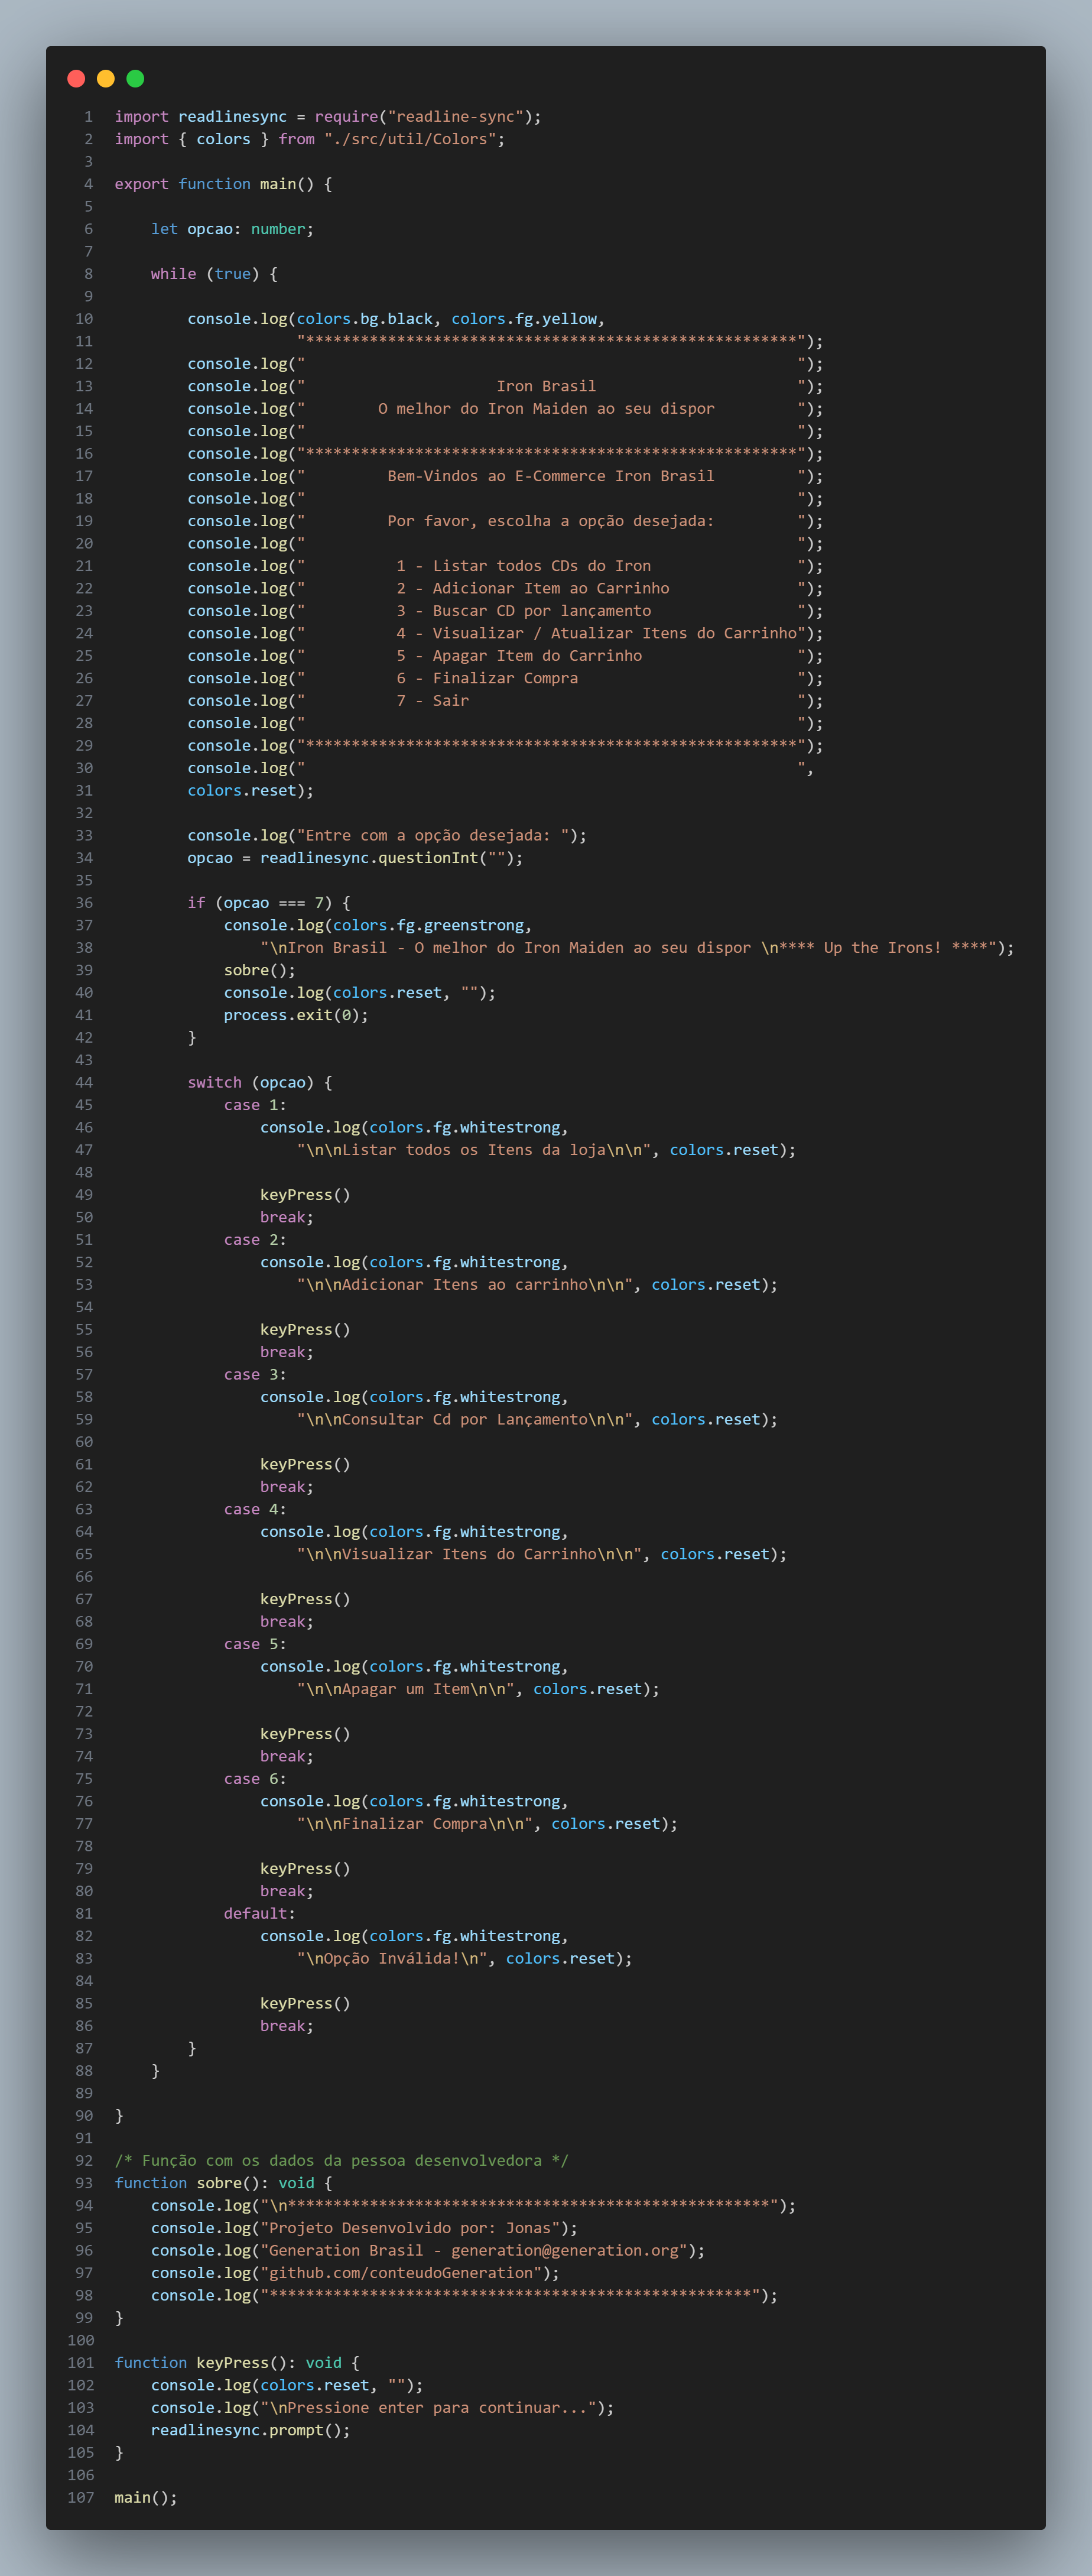 1 import readlinesync = require("readline-sync");
2 import { colors } from "./src/util/Colors";
3
4 export function main() {
5
6     let opcao: number;
7
8     while (true) {
9
10         console.log(colors.bg.black, colors.fg.yellow,
11                     "******************************************************");
12         console.log("                                                      ");
13         console.log("                     Iron Brasil                      ");
14         console.log("        O melhor do Iron Maiden ao seu dispor         ");
15         console.log("                                                      ");
16         console.log("******************************************************");
17         console.log("         Bem-Vindos ao E-Commerce Iron Brasil         ");
18         console.log("                                                      ");
19         console.log("         Por favor, escolha a opção desejada:         ");
20         console.log("                                                      ");
21         console.log("          1 - Listar todos CDs do Iron                ");
22         console.log("          2 - Adicionar Item ao Carrinho              ");
23         console.log("          3 - Buscar CD por lançamento                ");
24         console.log("          4 - Visualizar / Atualizar Itens do Carrinho");
25         console.log("          5 - Apagar Item do Carrinho                 ");
26         console.log("          6 - Finalizar Compra                        ");
27         console.log("          7 - Sair                                    ");
28         console.log("                                                      ");
29         console.log("******************************************************");
30         console.log("                                                      ",
31         colors.reset);
32
33         console.log("Entre com a opção desejada: ");
34         opcao = readlinesync.questionInt("");
35
36         if (opcao === 7) {
37             console.log(colors.fg.greenstrong,
38                 "\nIron Brasil - O melhor do Iron Maiden ao seu dispor \n**** Up the Irons! ****");
39             sobre();
40             console.log(colors.reset, "");
41             process.exit(0);
42         }
43
44         switch (opcao) {
45             case 1:
46                 console.log(colors.fg.whitestrong,
47                     "\n\nListar todos os Itens da loja\n\n", colors.reset);
48
49                 keyPress()
50                 break;
51             case 2:
52                 console.log(colors.fg.whitestrong,
53                     "\n\nAdicionar Itens ao carrinho\n\n", colors.reset);
54
55                 keyPress()
56                 break;
57             case 3:
58                 console.log(colors.fg.whitestrong,
59                     "\n\nConsultar Cd por Lançamento\n\n", colors.reset);
60
61                 keyPress()
62                 break;
63             case 4:
64                 console.log(colors.fg.whitestrong,
65                     "\n\nVisualizar Itens do Carrinho\n\n", colors.reset);
66
67                 keyPress()
68                 break;
69             case 5:
70                 console.log(colors.fg.whitestrong,
71                     "\n\nApagar um Item\n\n", colors.reset);
72
73                 keyPress()
74                 break;
75             case 6:
76                 console.log(colors.fg.whitestrong,
77                     "\n\nFinalizar Compra\n\n", colors.reset);
78
79                 keyPress()
80                 break;
81             default:
82                 console.log(colors.fg.whitestrong,
83                     "\nOpção Inválida!\n", colors.reset);
84
85                 keyPress()
86                 break;
87         }
88     }
89
90 }
91
92 /* Função com os dados da pessoa desenvolvedora */
93 function sobre(): void {
94     console.log("\n*****************************************************");
95     console.log("Projeto Desenvolvido por: Jonas");
96     console.log("Generation Brasil - generation@generation.org");
97     console.log("github.com/conteudoGeneration");
98     console.log("*****************************************************");
99 }
100
101 function keyPress(): void {
102     console.log(colors.reset, "");
103     console.log("\nPressione enter para continuar...");
104     readlinesync.prompt();
105 }
106
107 main();